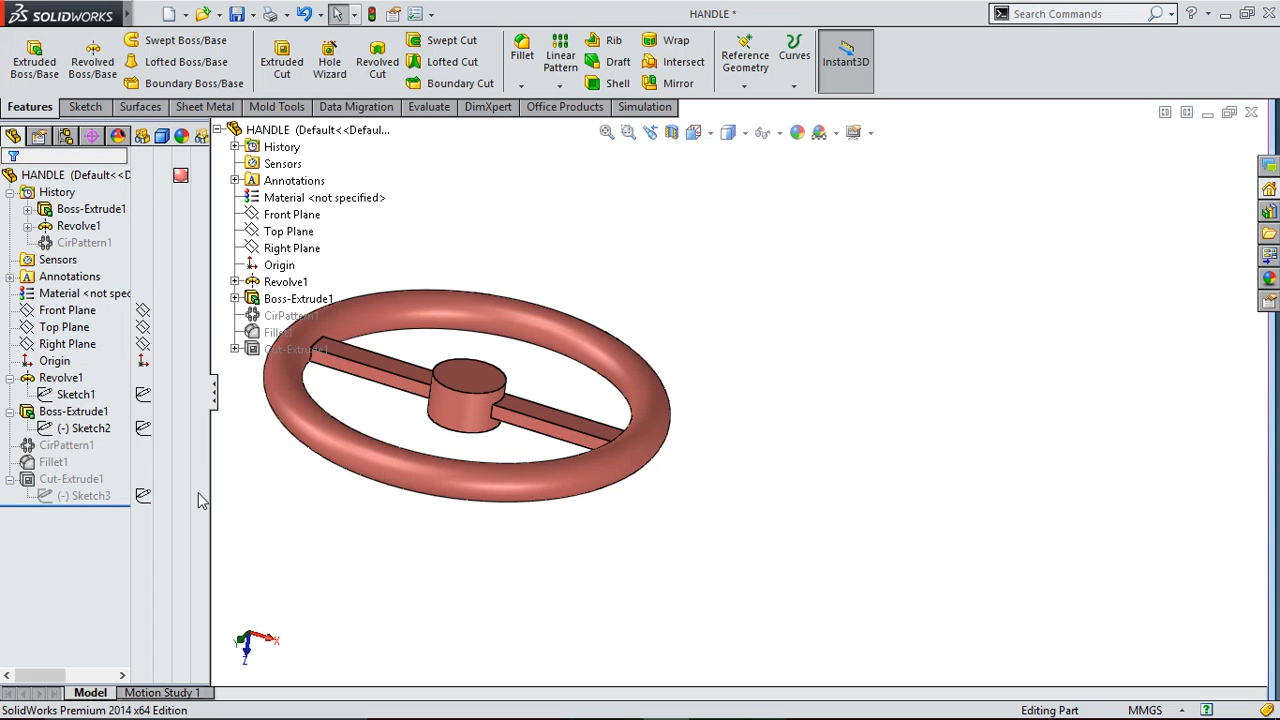 SOLIDWORKS
HANDLE *
Search Commands
Extruded Boss/Base
Revolved Boss/Base
Swept Boss/Base
Lofted Boss/Base
Boundary Boss/Base
Extruded Cut
Hole Wizard
Revolved Cut
Swept Cut
Lofted Cut
Boundary Cut
Fillet
Linear Pattern
Rib
Draft
Shell
Wrap
Intersect
Mirror
Reference Geometry
Curves
Instant3D
Features
Sketch
Surfaces
Sheet Metal
Mold Tools
Data Migration
Evaluate
DimXpert
Office Products
Simulation
HANDLE (Default<<D
History
Boss-Extrude1
Revolve1
CirPattern1
Sensors
Annotations
Material <not spec
Front Plane
Top Plane
Right Plane
Origin
Revolve1
Sketch1
Boss-Extrude1
(-) Sketch2
CirPattern1
Fillet1
Cut-Extrude1
(-) Sketch3
HANDLE (Default<<Defaul...
History
Sensors
Annotations
Material <not specified>
Front Plane
Top Plane
Right Plane
Origin
Revolve1
Boss-Extrude1
CirPattern1
Fillet1
Cut-Extrude1
X
Y
Z
Model
Motion Study 1
SolidWorks Premium 2014 x64 Edition
Editing Part
MMGS